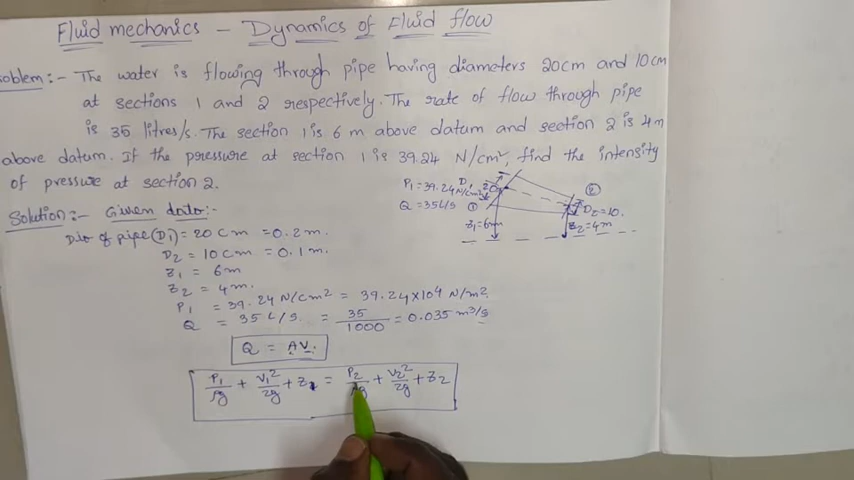 Fluid mechanics - Dynamics of Fluid flow
oblem:- The water is flowing through pipe having diameters 20cm and 10cm
at sections 1 and 2 respectively. The rate of flow through pipe
is 35 litres/s. The section 1 is 6 m above datum and section 2 is 4m
above datum. If the pressure at section 1 is 39.24 N/cm², find the intensity
of pressure at section 2.
P1=39.24 N/cm²
Q = 35L/s
D1 20
①
z1=6m
②
D2=10.
z2=4m
Solution:- Given data:-
Dia of pipe(D1) = 20 cm = 0.2 m.
D2 = 10 cm = 0.1 m.
z1 = 6m
z2 = 4m.
P1 = 39.24 N/cm² = 39.24×10⁴ N/m²
Q = 35 L/s. = 35/1000 = 0.035 m³/s
Q = AV.
P1/ρg + V1²/2g + z1 = P2/ρg + V2²/2g + z2